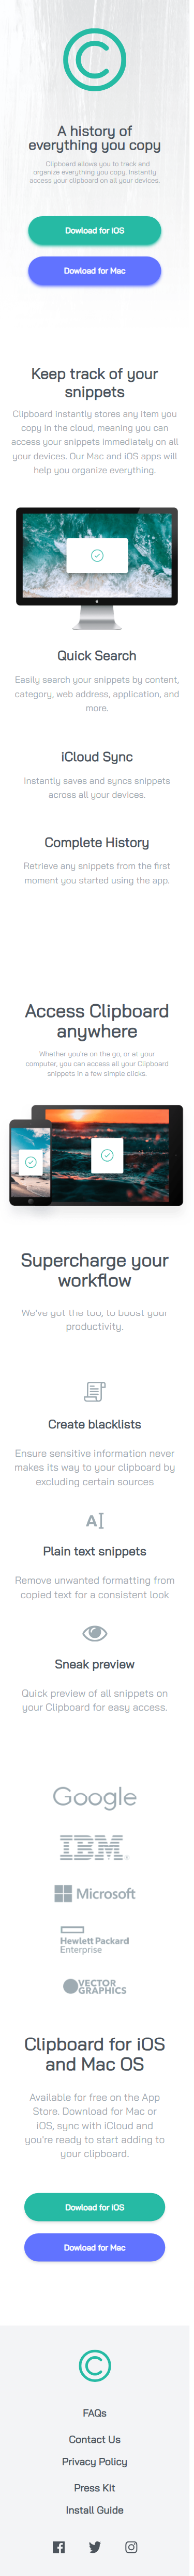 A history of
everything you copy
Clipboard allows you to track and
organize everything you copy. Instantly
access your clipboard on all your devices.
Dowload for IOS
Dowload for Mac
Keep track of your
snippets
Clipboard instantly stores any item you
copy in the cloud, meaning you can
access your snippets immediately on all
your devices. Our Mac and iOS apps will
help you organize everything.
Quick Search
Easily search your snippets by content,
category, web address, application, and
more.
iCloud Sync
Instantly saves and syncs snippets
across all your devices.
Complete History
Retrieve any snippets from the first
moment you started using the app.
Access Clipboard
anywhere
Whether you're on the go, or at your
computer, you can access all your Clipboard
snippets in a few simple clicks.
Supercharge your
workflow
We've got the too, to boost your
productivity.
Create blacklists
Ensure sensitive information never
makes its way to your clipboard by
excluding certain sources
Plain text snippets
Remove unwanted formatting from
copied text for a consistent look
Sneak preview
Quick preview of all snippets on
your Clipboard for easy access.
Google
IBM
Microsoft
Hewlett Packard
Enterprise
VECTOR
GRAPHICS
Clipboard for iOS
and Mac OS
Available for free on the App
Store. Download for Mac or
iOS, sync with iCloud and
you're ready to start adding to
your clipboard.
Dowload for IOS
Dowload for Mac
FAQs
Contact Us
Privacy Policy
Press Kit
Install Guide